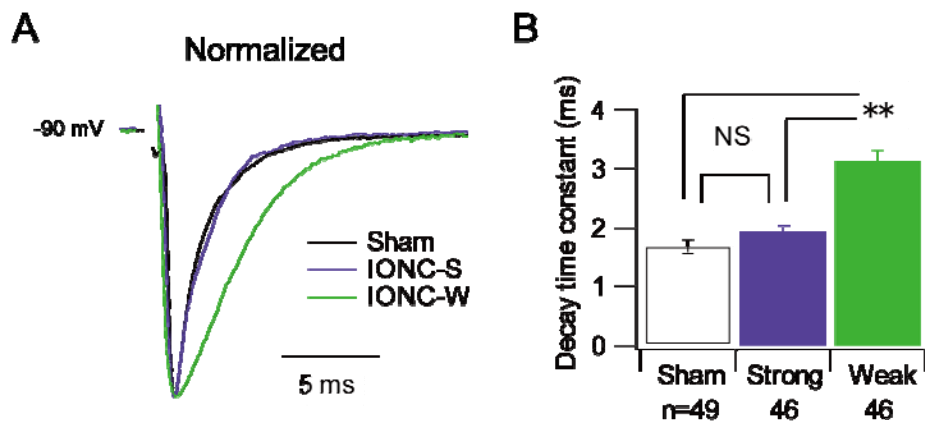 A
Normalized
-90 mV
Sham
IONC-S
IONC-W
5 ms
B
Decay time constant (ms)
4
3
2
1
0
NS
**
Sham Strong Weak
n=49 46 46